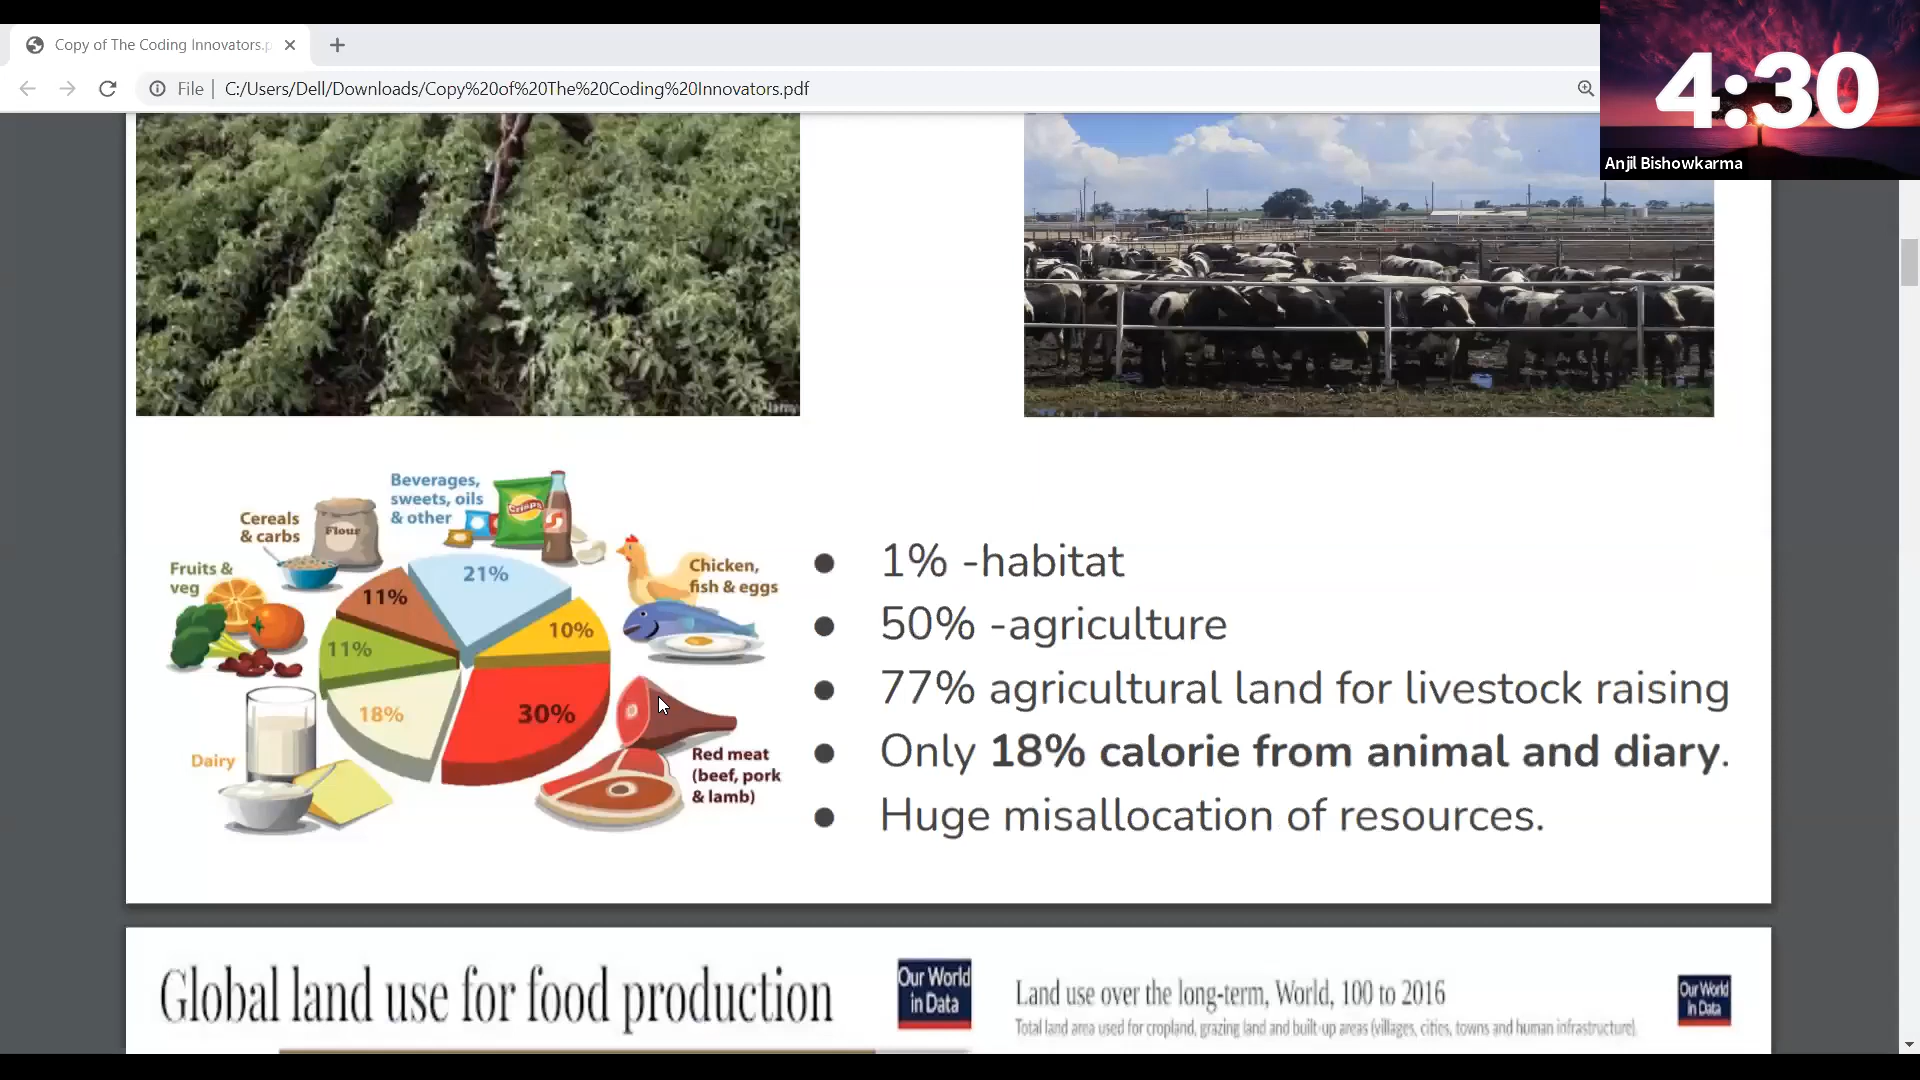 Copy of The Coding Innovators.p
File
C:/Users/Dell/Downloads/Copy%20of%20The%20Coding%20Innovators.pdf
4:30
Anjil Bishowkarma
alamy
Beverages,
sweets, oils
& other
Crisps
Cereals
& carbs
Flour
Fruits &
veg
Chicken,
fish & eggs
21%
11%
10%
11%
18%
30%
Dairy
Red meat
(beef, pork
& lamb)
● 1% -habitat
● 50% -agriculture
● 77% agricultural land for livestock raising
● Only 18% calorie from animal and diary.
● Huge misallocation of resources.
Global land use for food production
Our World
in Data
Land use over the long-term, World, 100 to 2016
Total land area used for cropland, grazing land and built-up areas (villages, cities, towns and human infrastructure).
Our World
in Data